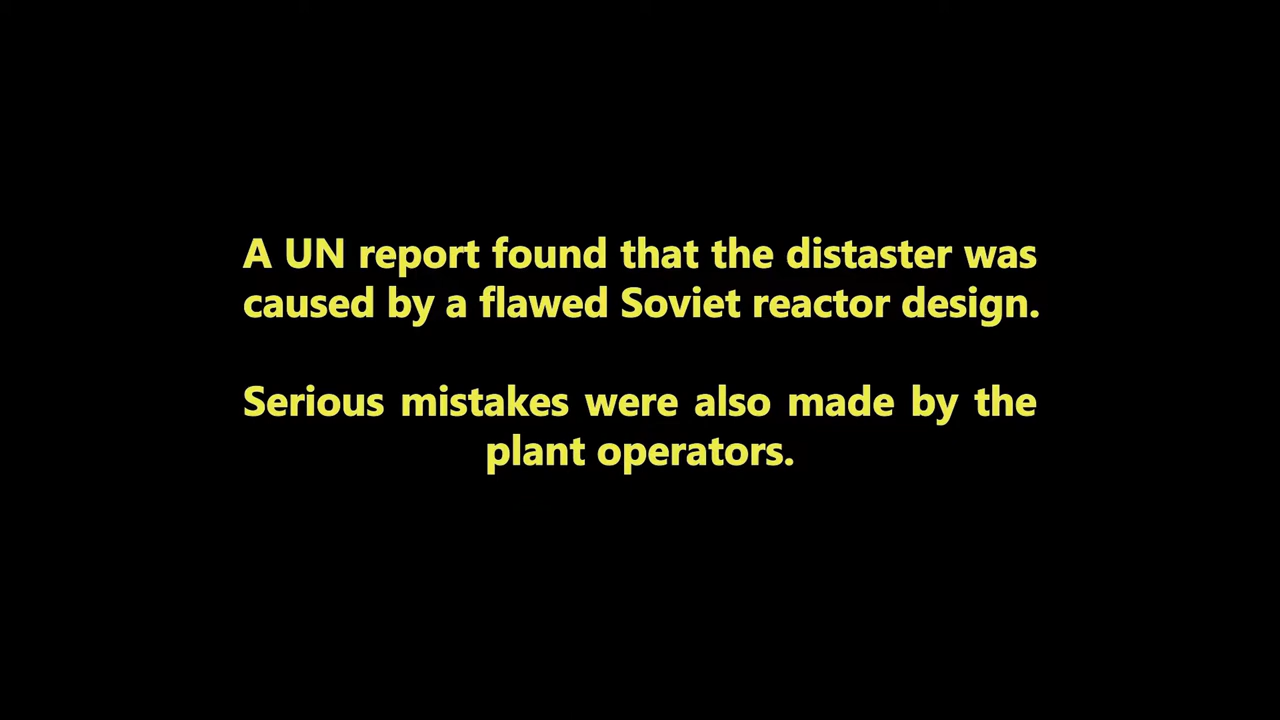 A UN report found that the distaster was
caused by a flawed Soviet reactor design.
Serious mistakes were also made by the
plant operators.